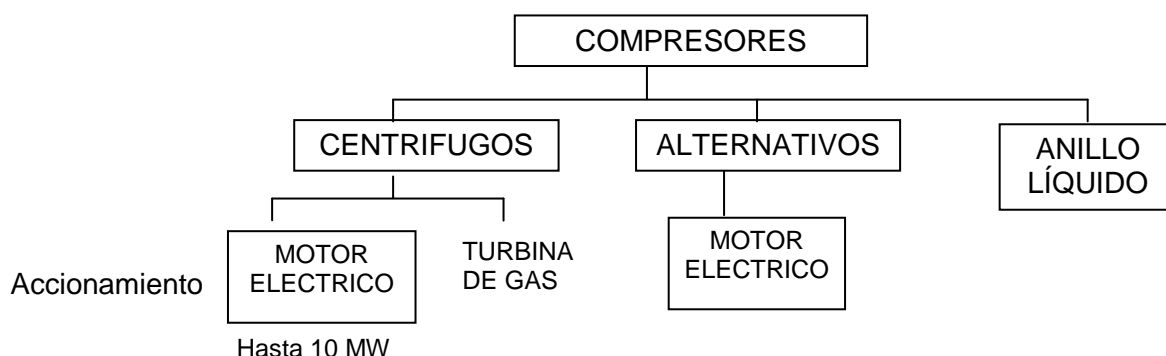 COMPRESORES
CENTRIFUGOS
ALTERNATIVOS
ANILLO
LÍQUIDO
Accionamiento
MOTOR
ELECTRICO
TURBINA
DE GAS
MOTOR
ELECTRICO
Hasta 10 MW